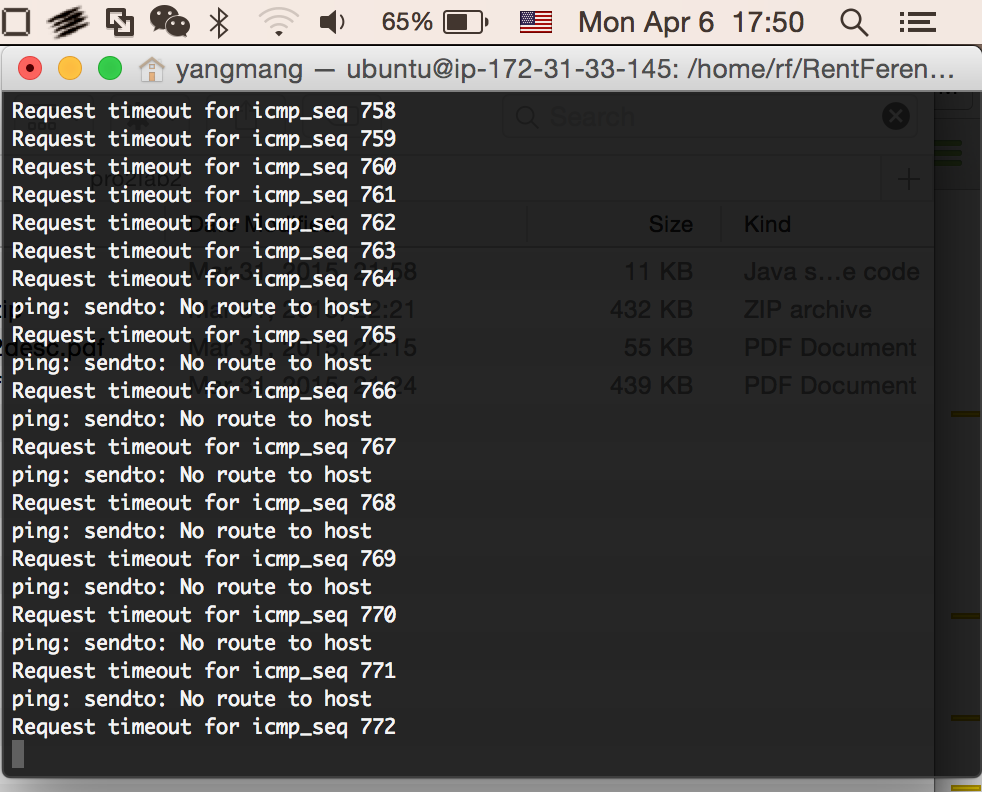 65% Mon Apr 6 17:50
yangmang — ubuntu@ip-172-31-33-145: /home/rf/RentFeren…
Request timeout for icmp_seq 758
Search
Request timeout for icmp_seq 759
Request timeout for icmp_seq 760
Request timeout for icmp_seq 761
Request timeout for icmp_seq 762
Size Kind
Request timeout for icmp_seq 763
Request timeout for icmp_seq 764
11 KB Java s…e code
ping: sendto: No route to host
432 KB ZIP archive
Request timeout for icmp_seq 765
55 KB PDF Document
ping: sendto: No route to host
Request timeout for icmp_seq 766
439 KB PDF Document
ping: sendto: No route to host
Request timeout for icmp_seq 767
ping: sendto: No route to host
Request timeout for icmp_seq 768
ping: sendto: No route to host
Request timeout for icmp_seq 769
ping: sendto: No route to host
Request timeout for icmp_seq 770
ping: sendto: No route to host
Request timeout for icmp_seq 771
ping: sendto: No route to host
Request timeout for icmp_seq 772